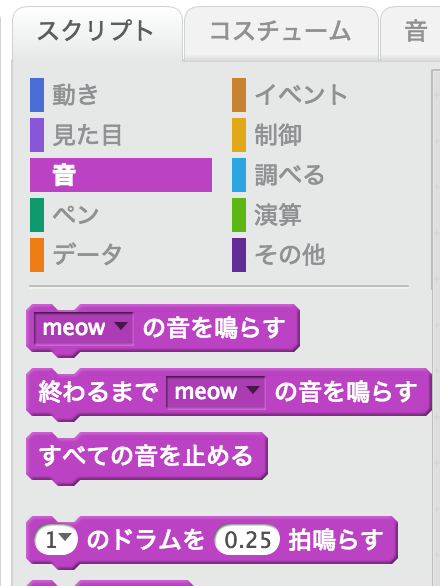 スクリプト コスチューム 音
動き イベント
見た目 制御
音 調べる
ペン 演算
データ その他
meow の音を鳴らす
終わるまで meow の音を鳴らす
すべての音を止める
1 のドラムを 0.25 拍鳴らす